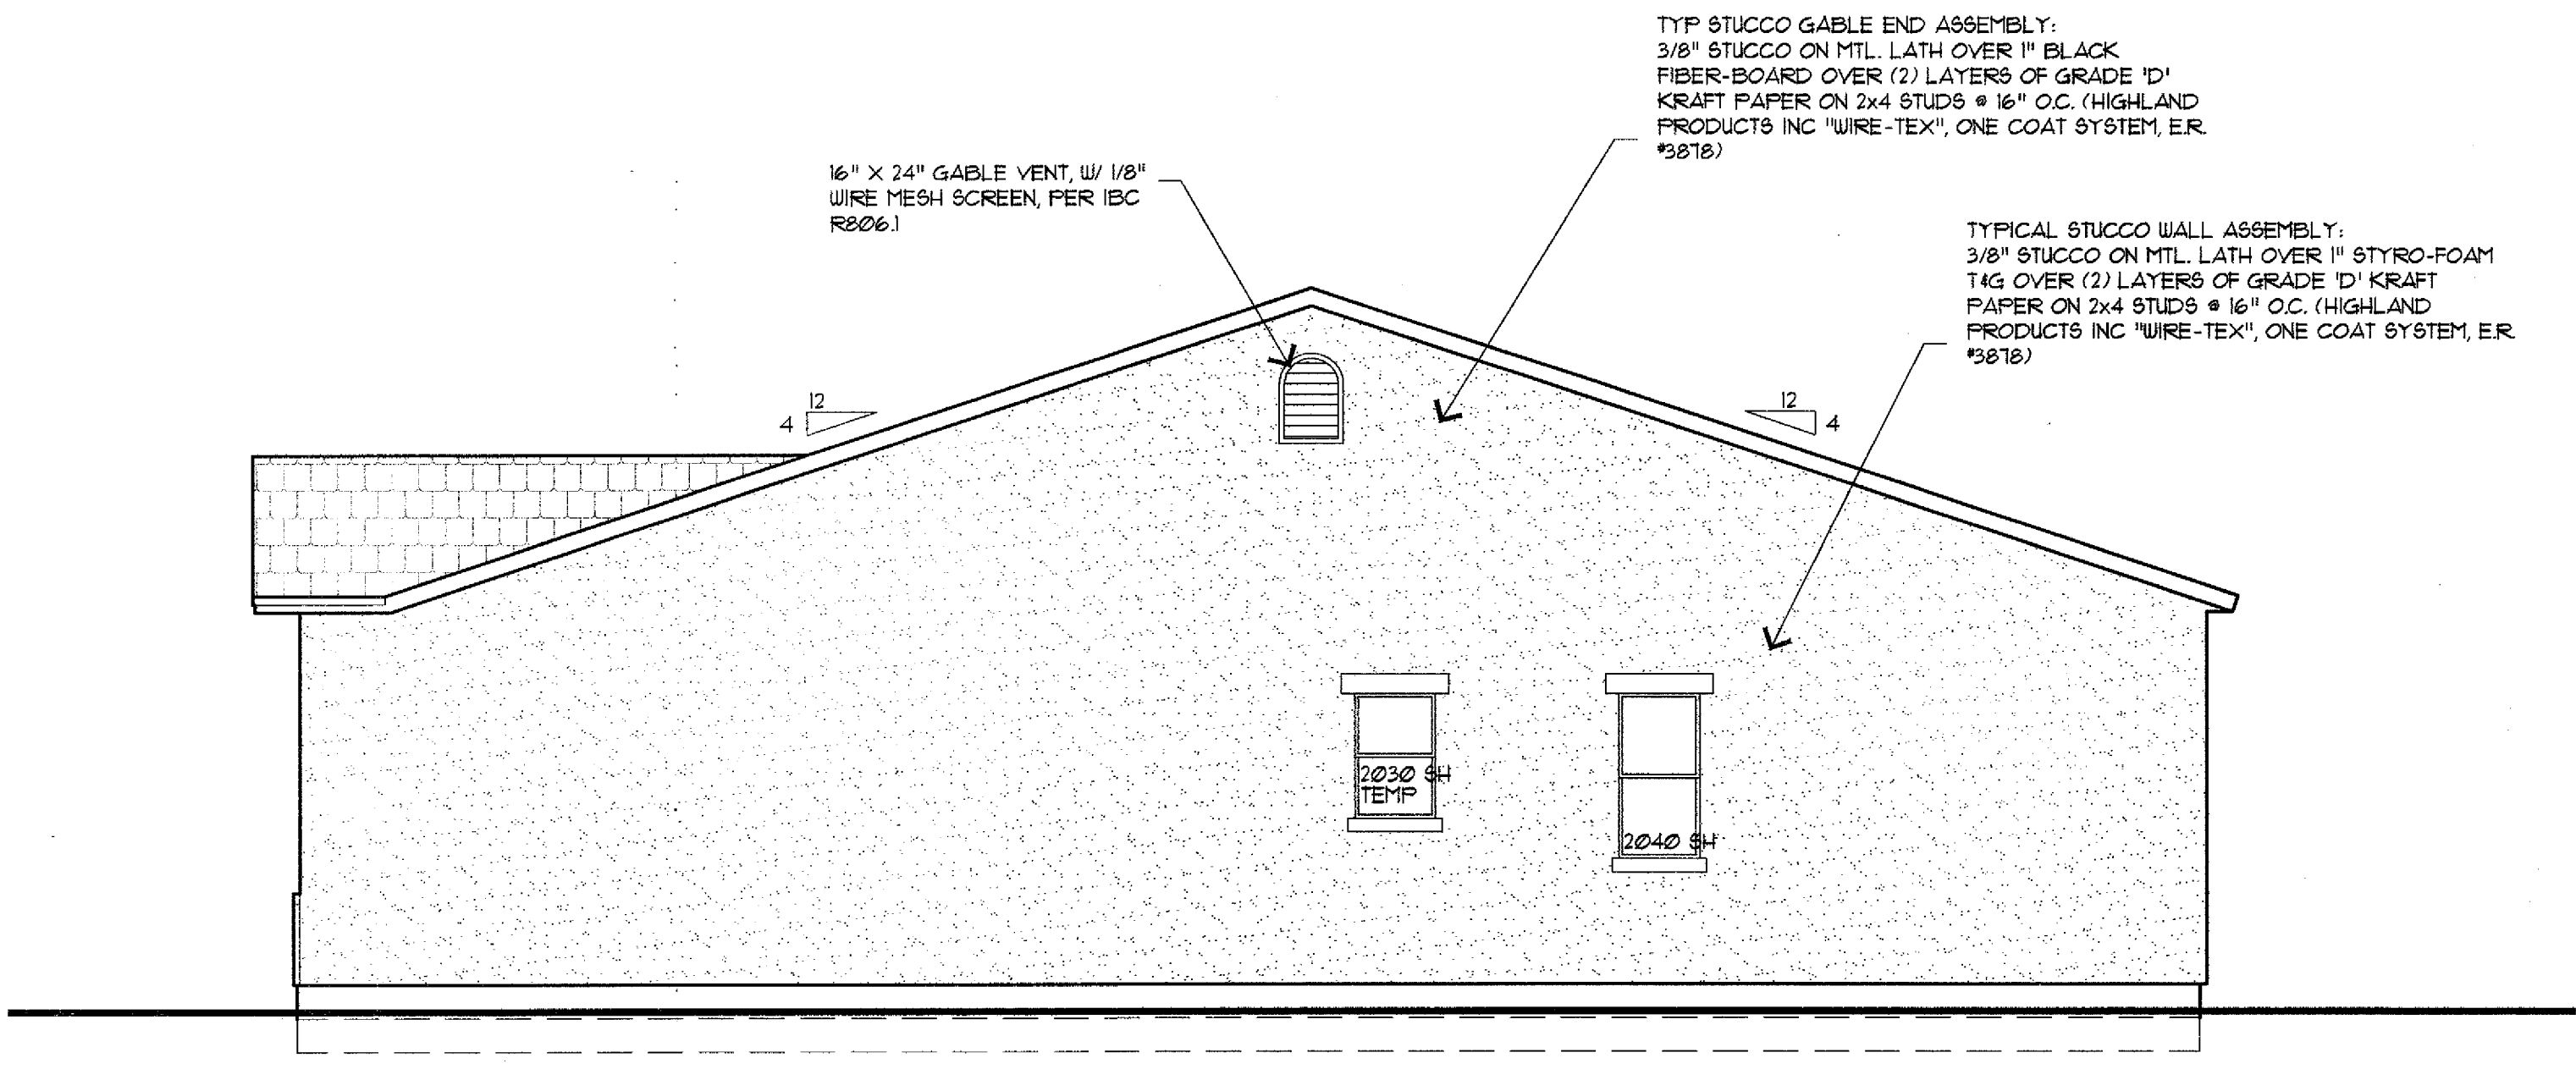 TYP STUCCO GABLE END ASSEMBLY:
3/8" STUCCO ON MTL. LATH OVER 1" BLACK
FIBER-BOARD OVER (2) LAYERS OF GRADE 'D'
KRAFT PAPER ON 2x4 STUDS @ 16" O.C. (HIGHLAND
PRODUCTS INC "WIRE-TEX", ONE COAT SYSTEM, E.R.
#3878)
16" X 24" GABLE VENT, W/ 1/8"
WIRE MESH SCREEN, PER IBC
R806.1
TYPICAL STUCCO WALL ASSEMBLY:
3/8" STUCCO ON MTL. LATH OVER 1" STYRO-FOAM
T&G OVER (2) LAYERS OF GRADE 'D' KRAFT
PAPER ON 2x4 STUDS @ 16" O.C. (HIGHLAND
PRODUCTS INC "WIRE-TEX", ONE COAT SYSTEM, E.R.
#3878)
12
4
12
4
2030 SH
TEMP
2040 SH